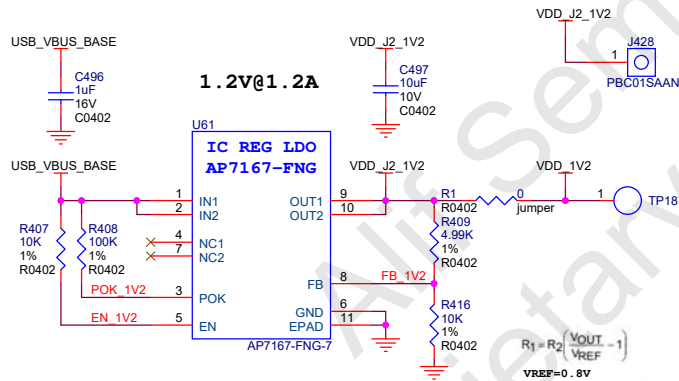 VDD_J2_1V2
USB_VBUS_BASE
VDD_J2_1V2
J428
1
PBC01SAAN
C496
1uF
16V
C0402
1.2V@1.2A
C497
10uF
10V
C0402
U61
IC REG LDO
AP7167-FNG
USB_VBUS_BASE
VDD_J2_1V2
VDD_1V2
1 IN1
2 IN2
OUT1 9
OUT2 10
R1 0
R0402 jumper
1 TP18
R407
10K
1%
R0402
R408
100K
1%
R0402
4 NC1
7 NC2
R409
4.99K
1%
R0402
FB 8 FB_1V2
POK_1V2 3 POK
EN_1V2 5 EN
GND 6
EPAD 11
R416
10K
1%
R0402
AP7167-FNG-7
R1 = R2(VOUT/VREF - 1)
VREF=0.8V
Alif Semi